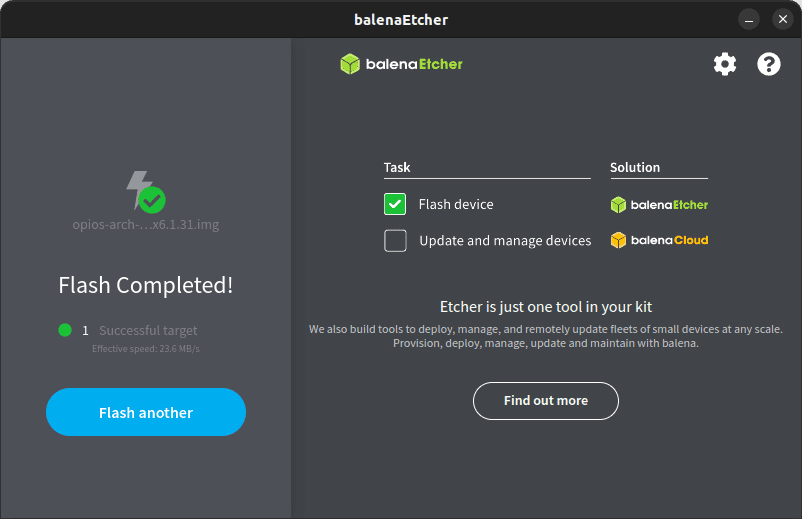 balenaEtcher
balenaEtcher
opios-arch-...x6.1.31.img
Flash Completed!
1 Successful target
Effective speed: 23.6 MB/s
Flash another
Task Solution
Flash device balenaEtcher
Update and manage devices balenaCloud
Etcher is just one tool in your kit
We also build tools to deploy, manage, and remotely update fleets of small devices at any scale.
Provision, deploy, manage, update and maintain with balena.
Find out more